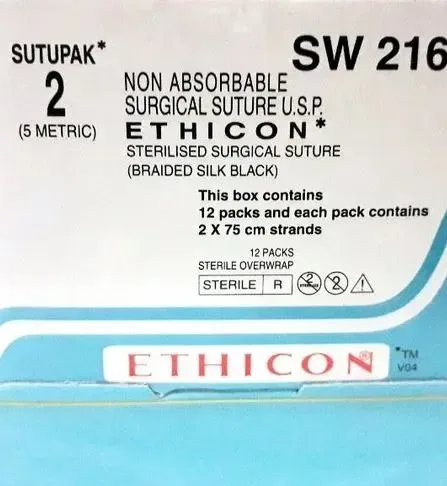 SUTUPAK*
2
(5 METRIC)
SW 216
NON ABSORBABLE
SURGICAL SUTURE U.S.P.
ETHICON*
STERILISED SURGICAL SUTURE
(BRAIDED SILK BLACK)
This box contains
12 packs and each pack contains
2 X 75 cm strands
12 PACKS
STERILE OVERWRAP
STERILE R
ETHICON®
*TM
V04